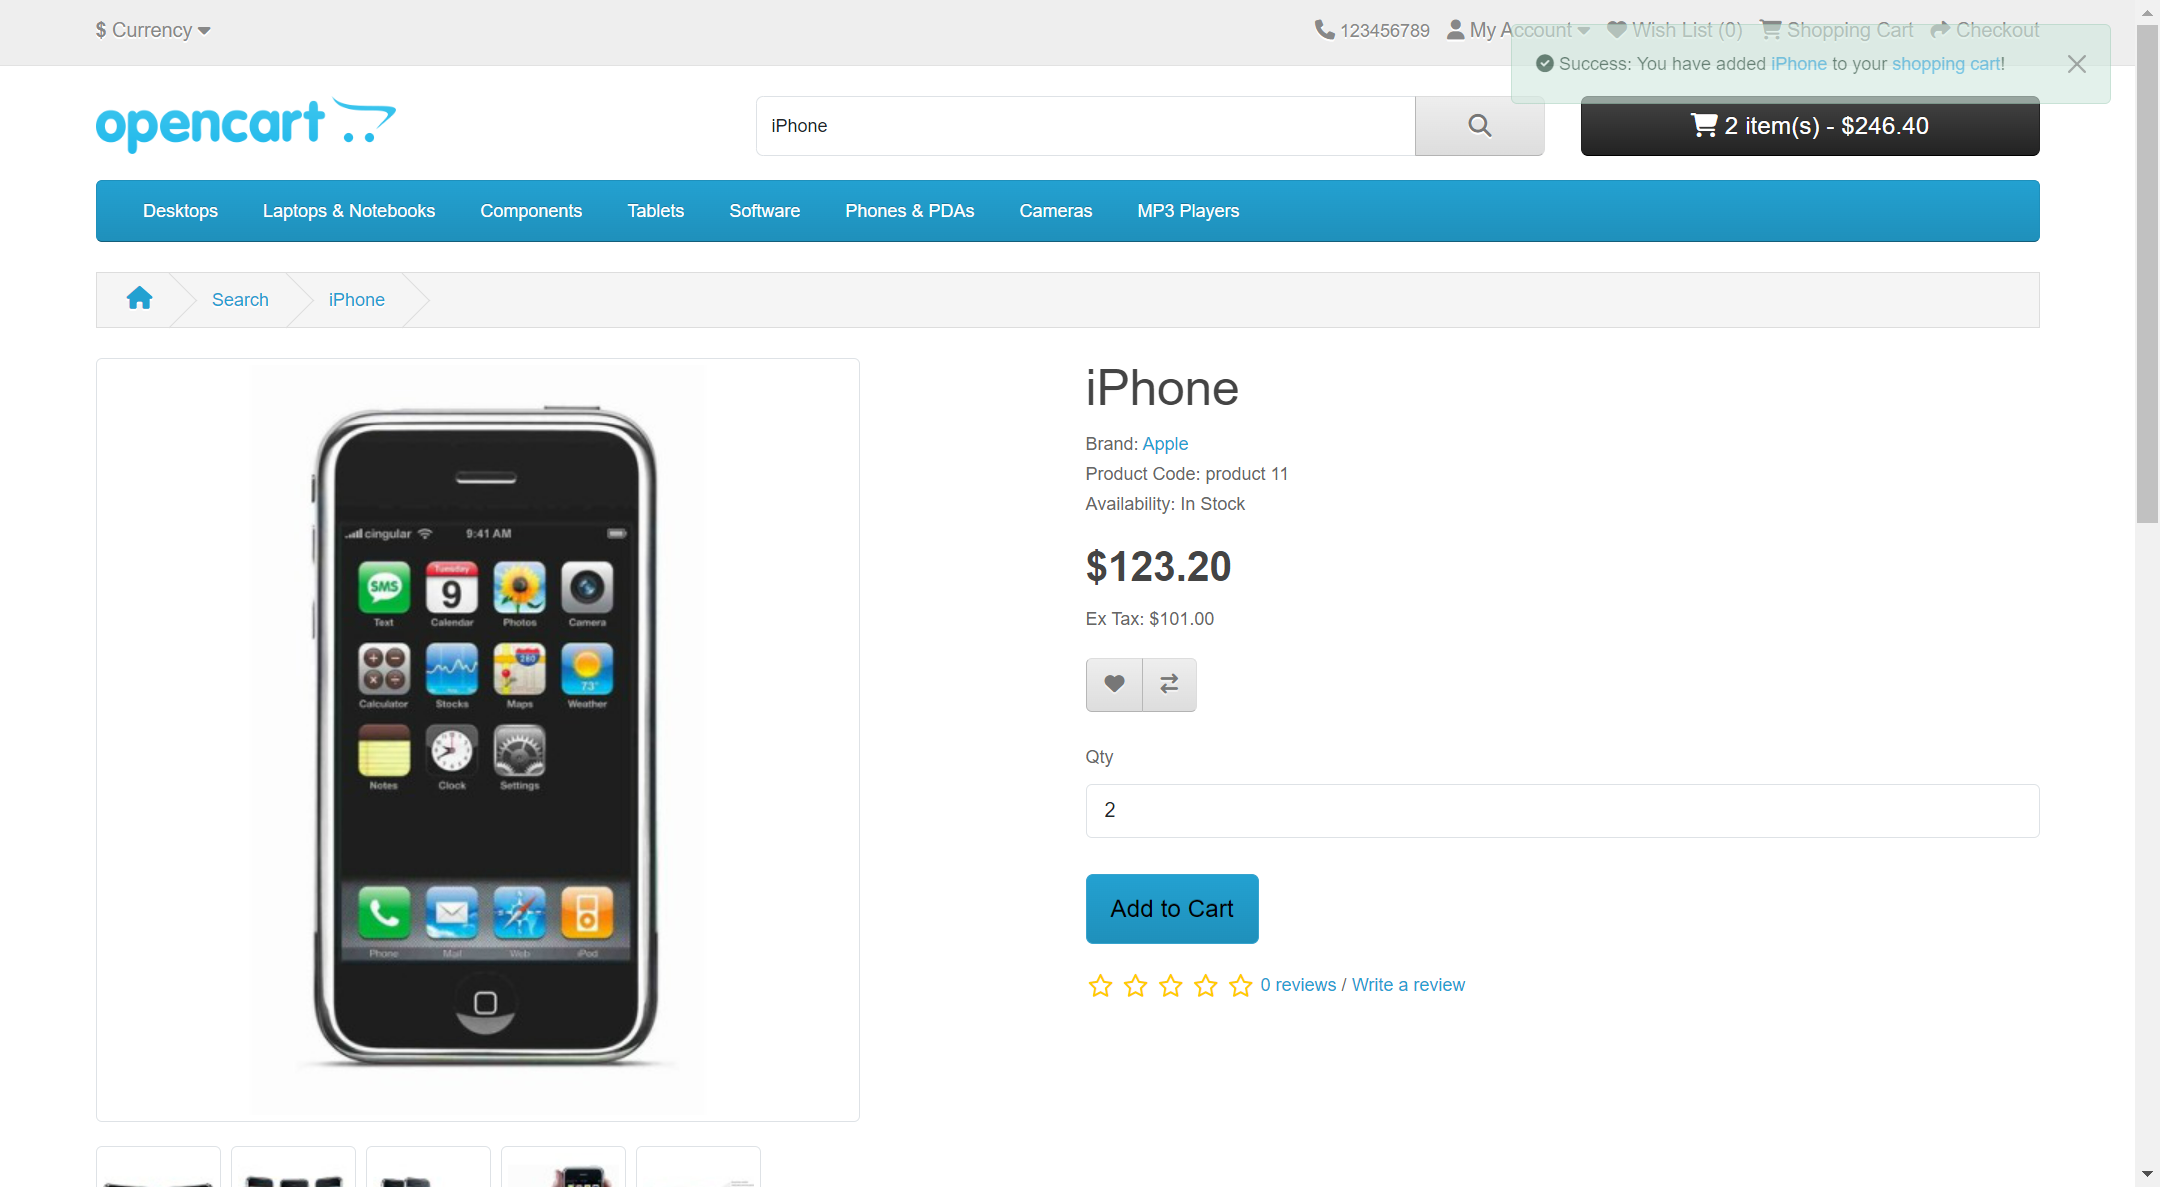 $ Currency
123456789 My Account Wish List (0) Shopping Cart Checkout
Success: You have added iPhone to your shopping cart!
opencart
iPhone
2 item(s) - $246.40
Desktops Laptops & Notebooks Components Tablets Software Phones & PDAs Cameras MP3 Players
Search iPhone
iPhone
Brand: Apple
Product Code: product 11
Availability: In Stock
$123.20
Ex Tax: $101.00
Qty
2
Add to Cart
0 reviews / Write a review
cingular 9:41 AM
SMS Tuesday 9 280 73°
Text Calendar Photos Camera
Calculator Stocks Maps Weather
Notes Clock Settings
Phone Mail Web iPod